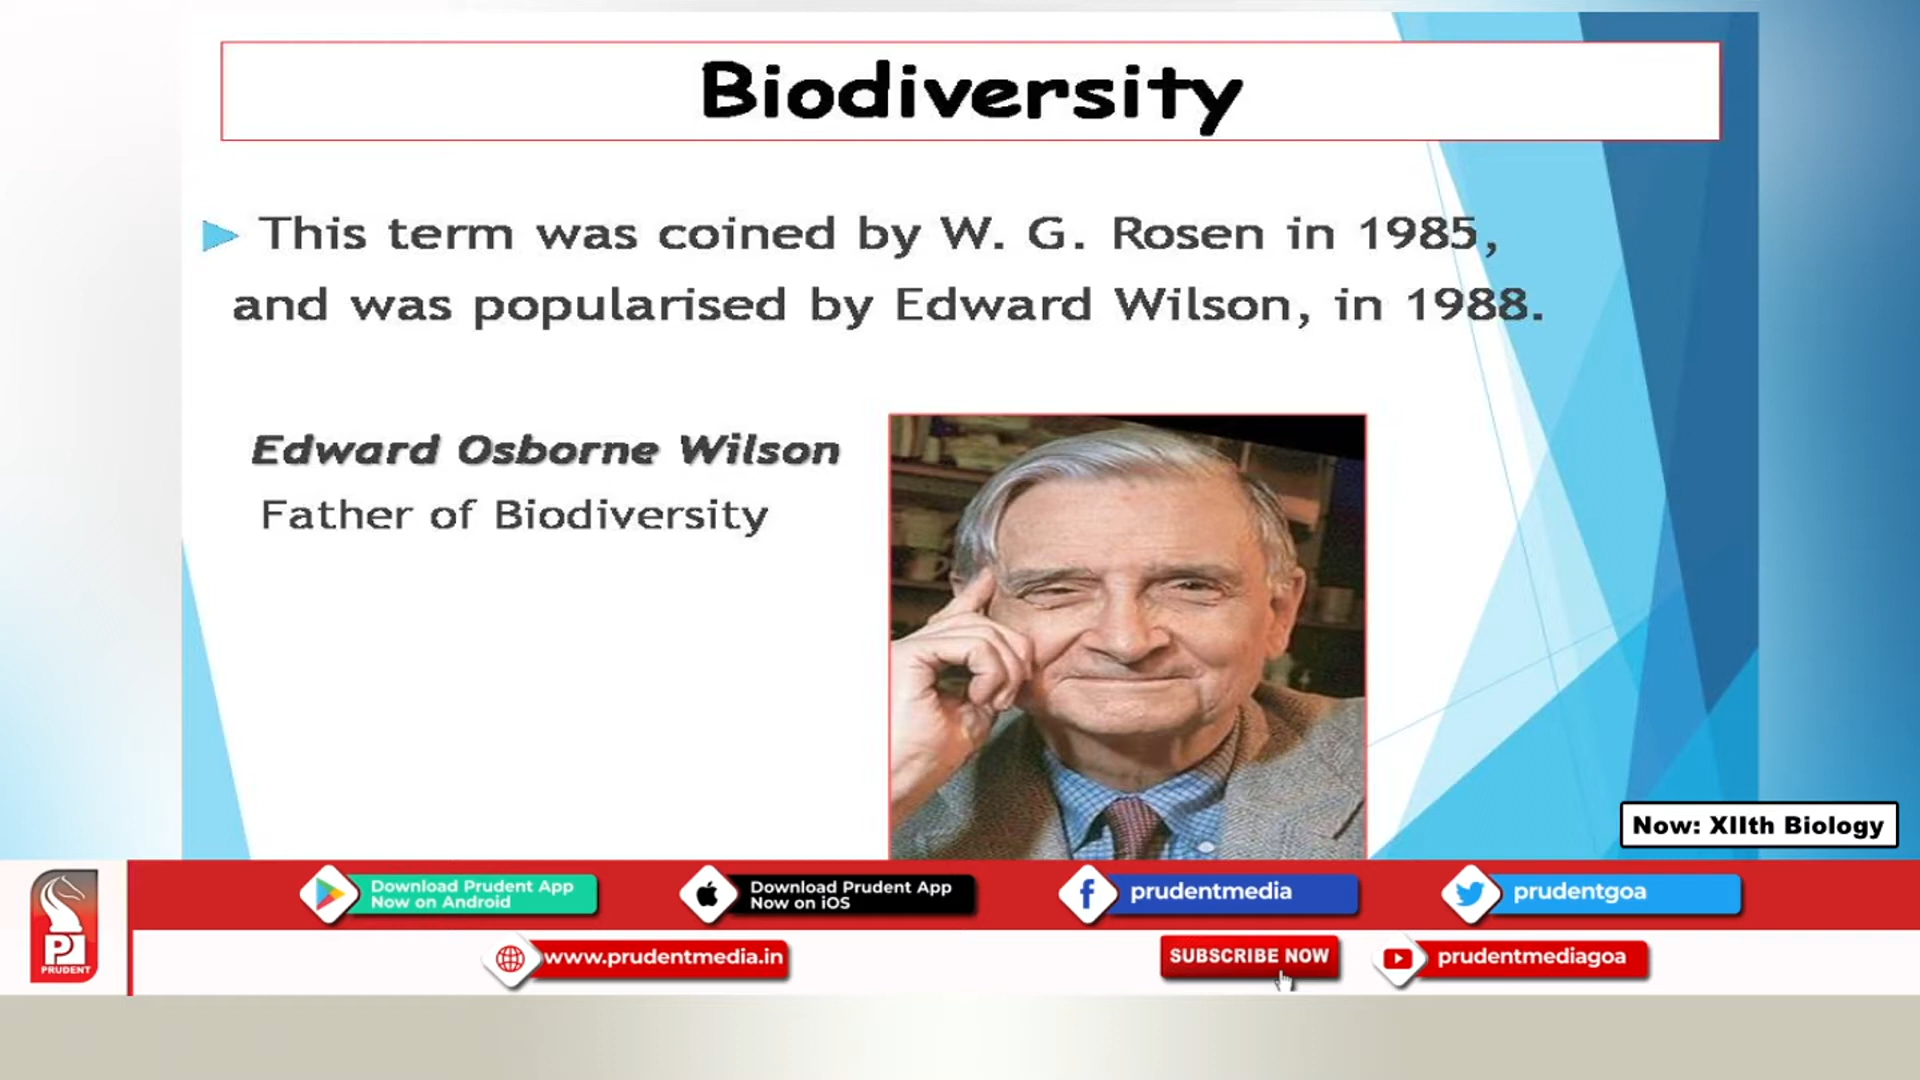 Biodiversity
This term was coined by W. G. Rosen in 1985,
and was popularised by Edward Wilson, in 1988.
Edward Osborne Wilson
Father of Biodiversity
Now: XIIth Biology
Download Prudent App
Now on Android
Download Prudent App
Now on iOS
prudentmedia
prudentgoa
PRUDENT
www.prudentmedia.in
SUBSCRIBE NOW
prudentmediagoa